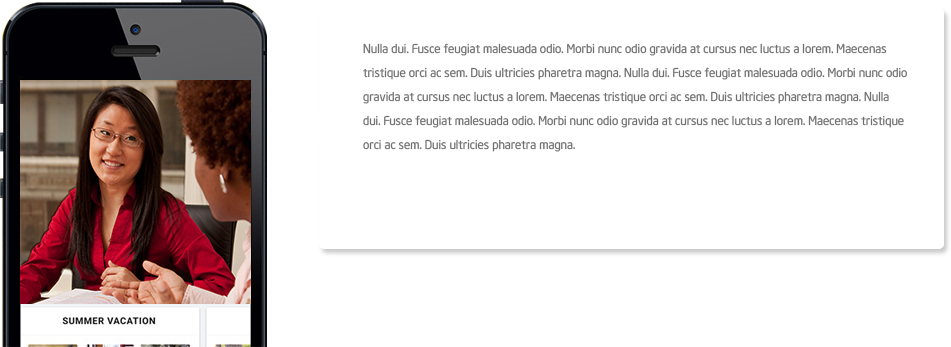 Nulla dui. Fusce feugiat malesuada odio. Morbi nunc odio gravida at cursus nec luctus a lorem. Maecenas
tristique orci ac sem. Duis ultricies pharetra magna. Nulla dui. Fusce feugiat malesuada odio. Morbi nunc odio
gravida at cursus nec luctus a lorem. Maecenas tristique orci ac sem. Duis ultricies pharetra magna. Nulla
dui. Fusce feugiat malesuada odio. Morbi nunc odio gravida at cursus nec luctus a lorem. Maecenas tristique
orci ac sem. Duis ultricies pharetra magna.
SUMMER VACATION